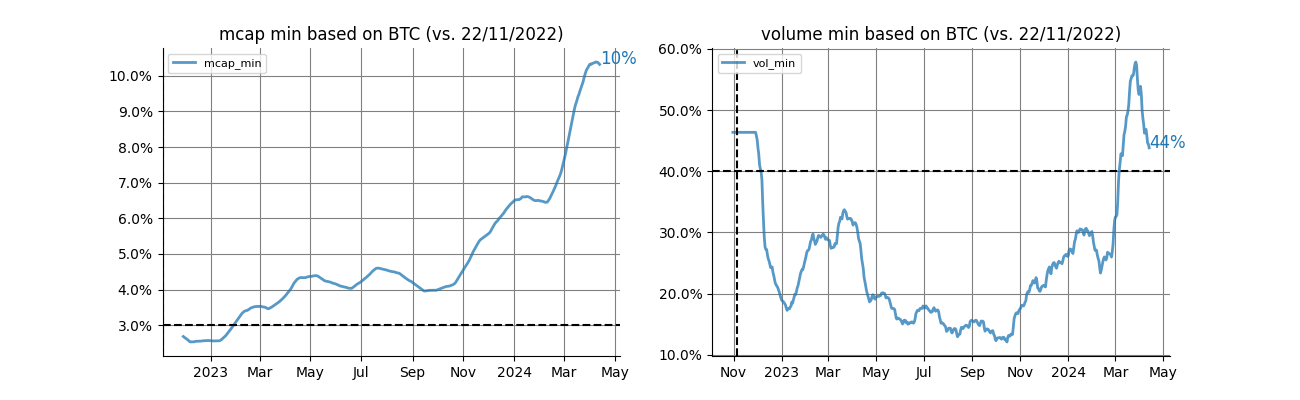 mcap min based on BTC (vs. 22/11/2022)
mcap_min
10%
10.0%
9.0%
8.0%
7.0%
6.0%
5.0%
4.0%
3.0%
2023 Mar May Jul Sep Nov 2024 Mar May
volume min based on BTC (vs. 22/11/2022)
vol_min
44%
60.0%
50.0%
40.0%
30.0%
20.0%
10.0%
Nov 2023 Mar May Jul Sep Nov 2024 Mar May